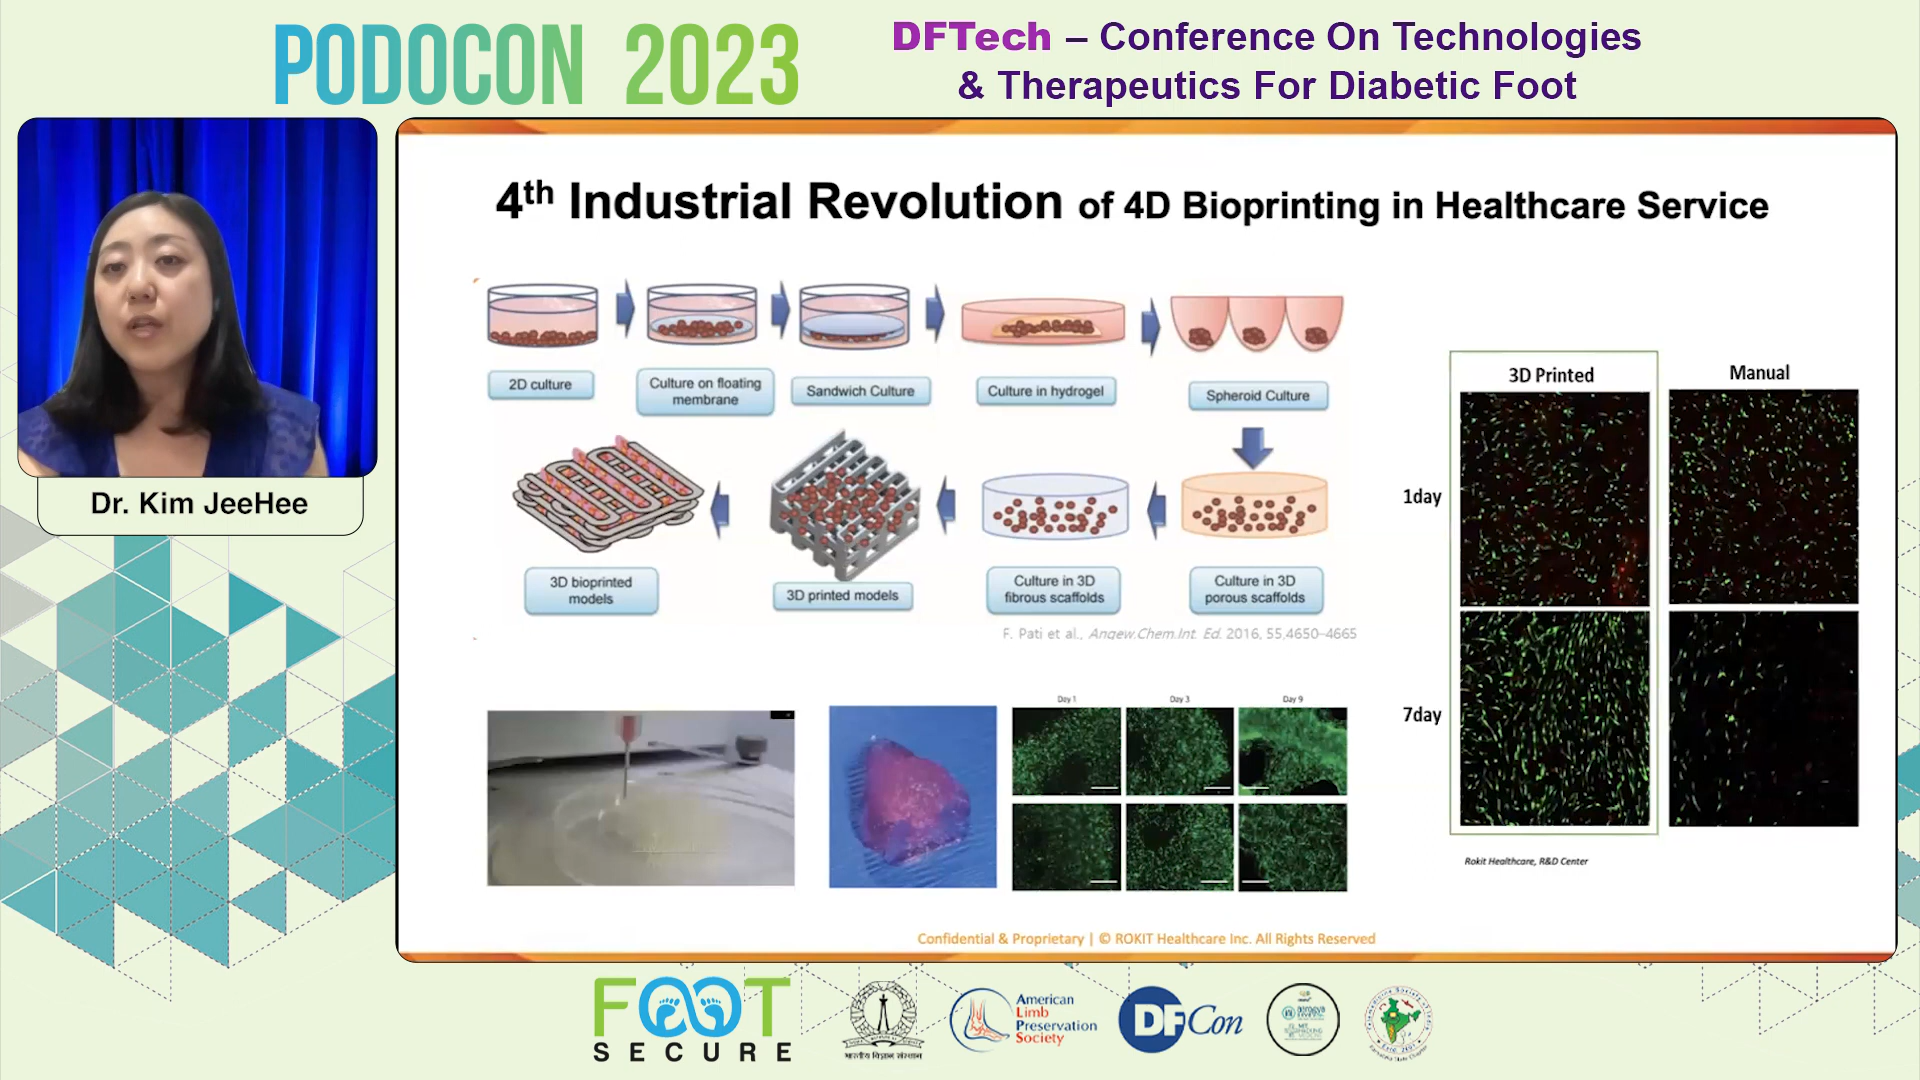 PODOCON 2023
DFTech – Conference On Technologies
& Therapeutics For Diabetic Foot
Dr. Kim JeeHee
4th Industrial Revolution of 4D Bioprinting in Healthcare Service
2D culture
Culture on floating
membrane
Sandwich Culture
Culture in hydrogel
Spheroid Culture
3D bioprinted
models
3D printed models
Culture in 3D
fibrous scaffolds
Culture in 3D
porous scaffolds
F. Pati et al., Angew.Chem.Int. Ed. 2016, 55,4650–4665
3D Printed
Manual
1day
7day
Day 1
Day 3
Day 9
Rokit Healthcare, R&D Center
Confidential & Proprietary | © ROKIT Healthcare Inc. All Rights Reserved
FOOT
SECURE
भारतीय विज्ञान संस्थान
American
Limb
Preservation
Society
DFCon